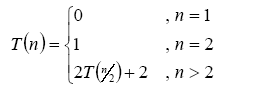 0 , n = 1
T(n) = { 1 , n = 2
2T(n/2) + 2 , n > 2